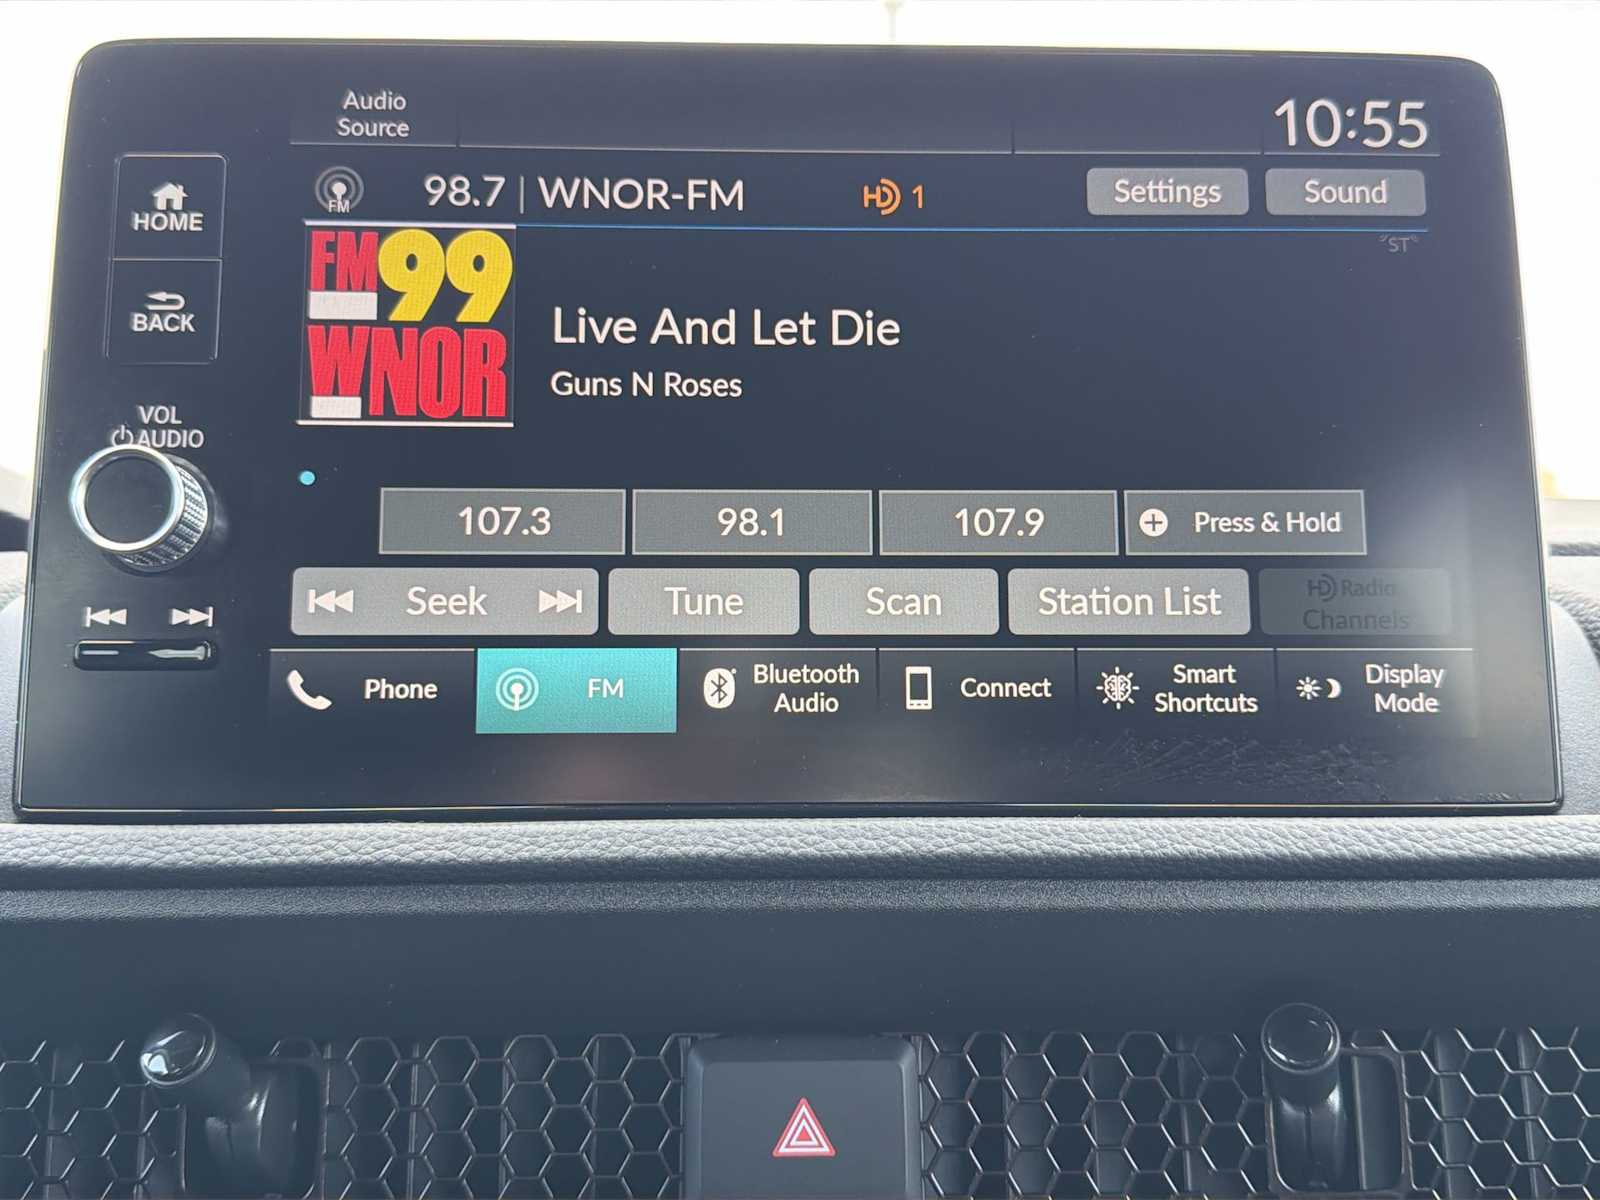 Audio
Source
10:55
HOME
FM
98.7 | WNOR-FM
HD 1
Settings
Sound
ST
FM99
WNOR
Live And Let Die
Guns N Roses
BACK
VOL
AUDIO
107.3
98.1
107.9
Press & Hold
Seek
Tune
Scan
Station List
HD Radio
Channels
Phone
FM
Bluetooth
Audio
Connect
Smart
Shortcuts
Display
Mode